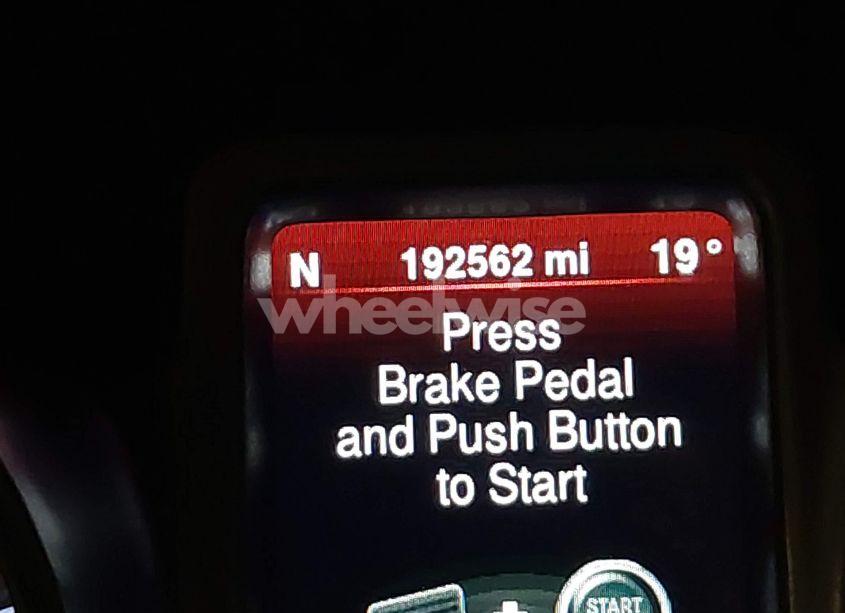 N 192562 mi 19°
wheelwise
Press
Brake Pedal
and Push Button
to Start
START